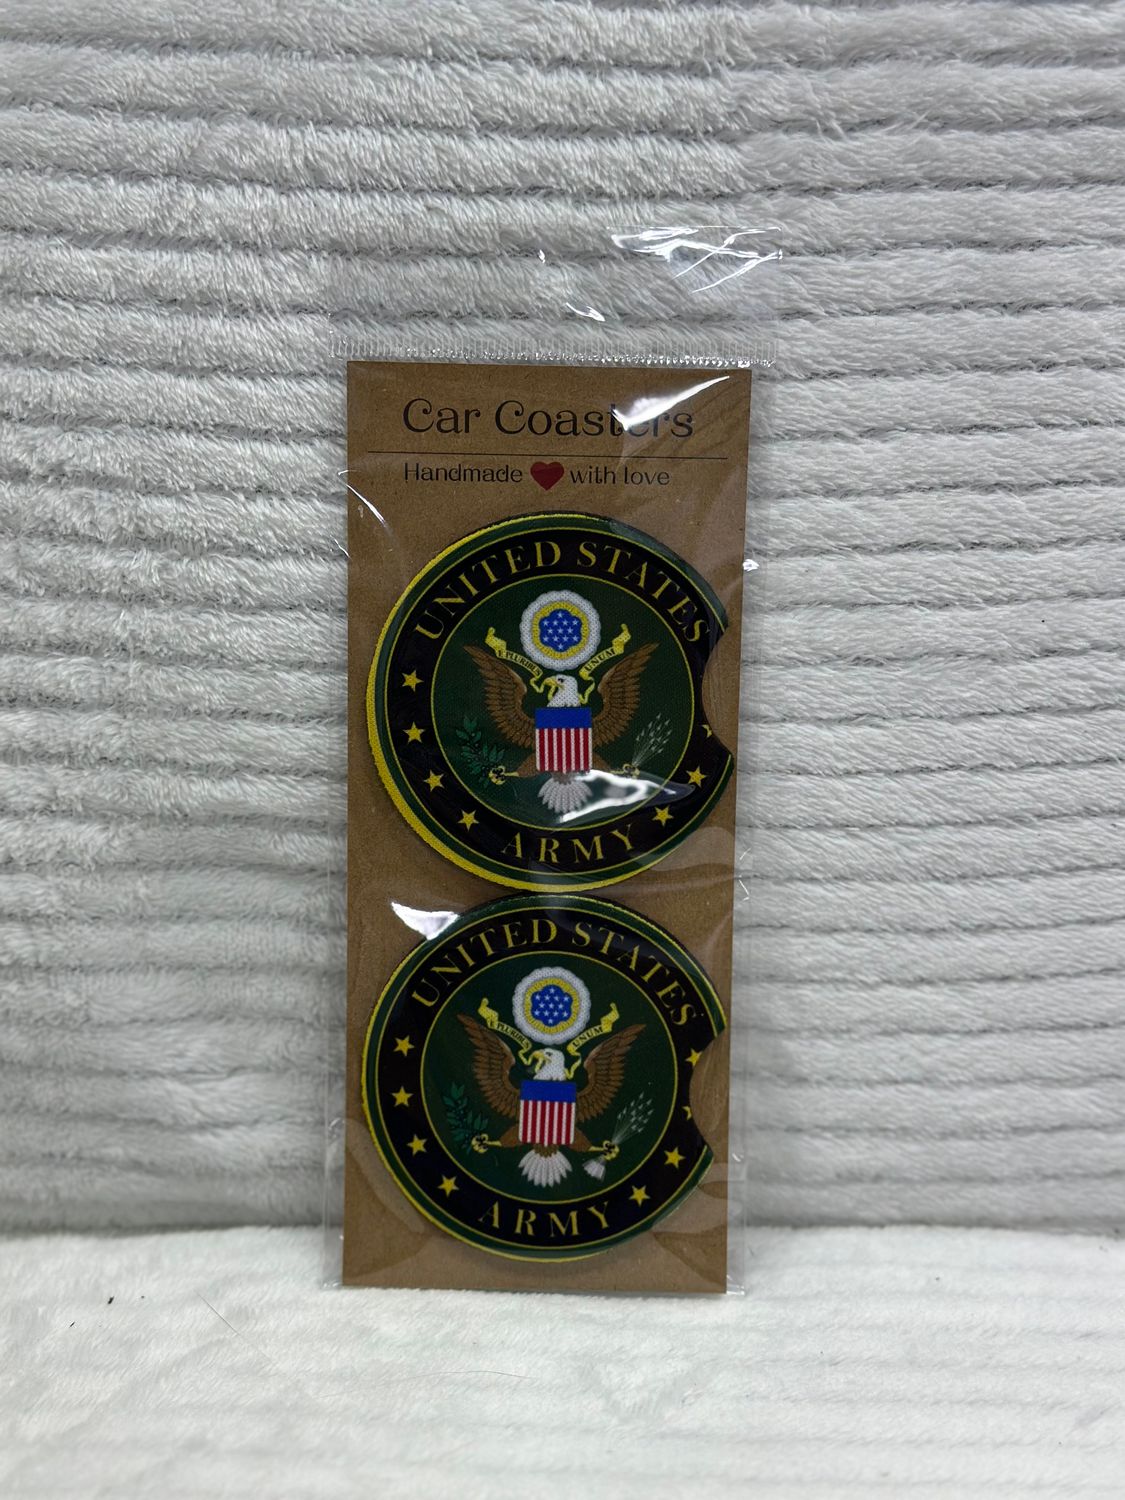 Car Coasters
Handmade with love
UNITED STATES
E PLURIBUS UNUM
ARMY
UNITED STATES
E PLURIBUS UNUM
ARMY